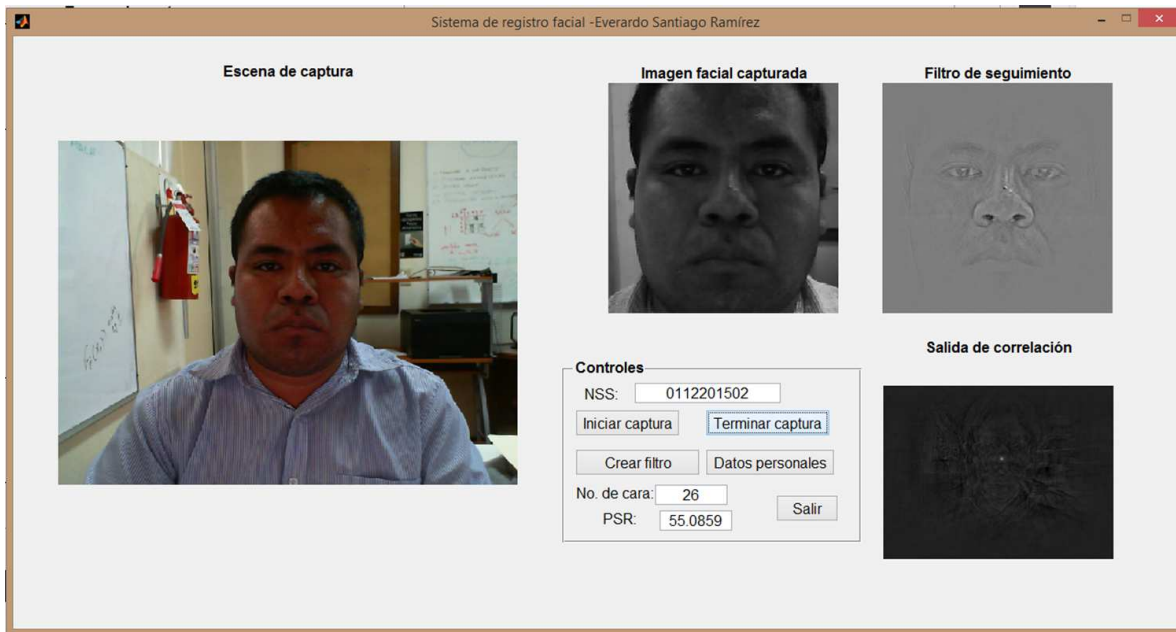 Sistema de registro facial -Everardo Santiago Ramírez
Escena de captura
Imagen facial capturada
Filtro de seguimiento
Salida de correlación
Controles
NSS: 0112201502
Iniciar captura Terminar captura
Crear filtro Datos personales
No. de cara: 26
PSR: 55.0859
Salir